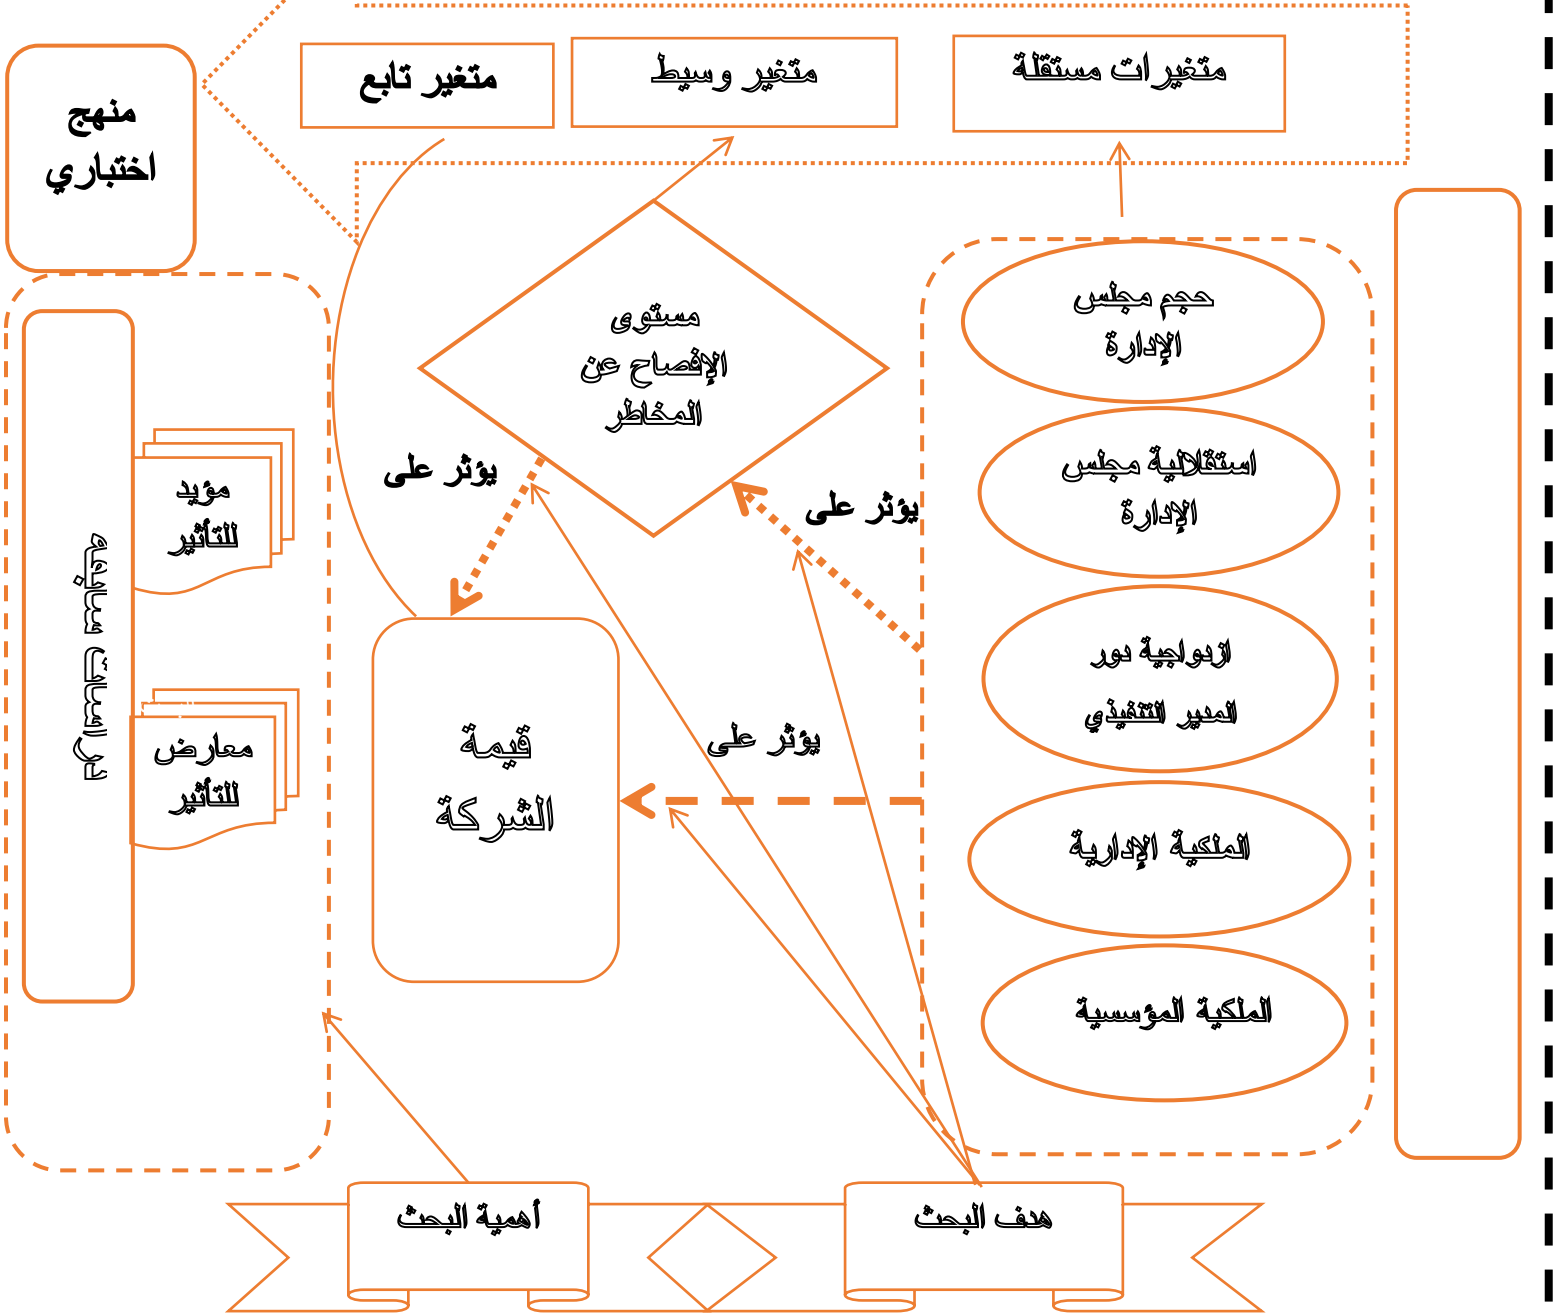 متغيرات مستقلة
متغير وسيط
متغير تابع
منهج
اختباري
حجم مجلس
الإدارة
استقلالية مجلس
الإدارة
ازدواجية دور
المدير التنفيذي
الملكية الإدارية
الملكية المؤسسية
مستوى
الإفصاح عن
المخاطر
يؤثر على
يؤثر على
يؤثر على
قيمة
الشركة
دراسات سابقه
مؤيد
للتأثير
معارض
للتأثير
هدف البحث
أهمية البحث